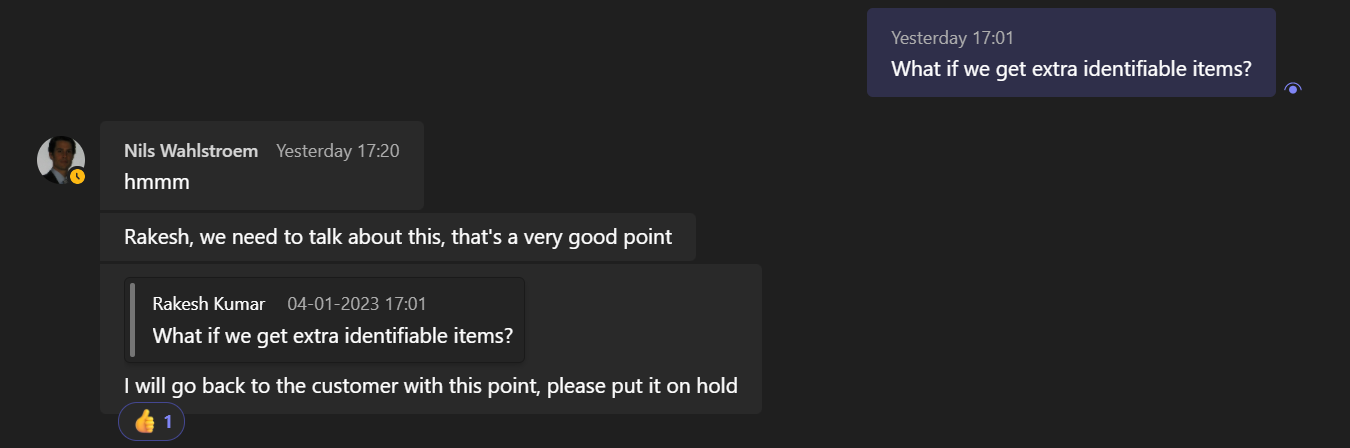 Yesterday 17:01
What if we get extra identifiable items?
Nils Wahlstroem Yesterday 17:20
hmmm
Rakesh, we need to talk about this, that's a very good point
Rakesh Kumar 04-01-2023 17:01
What if we get extra identifiable items?
I will go back to the customer with this point, please put it on hold
👍 1